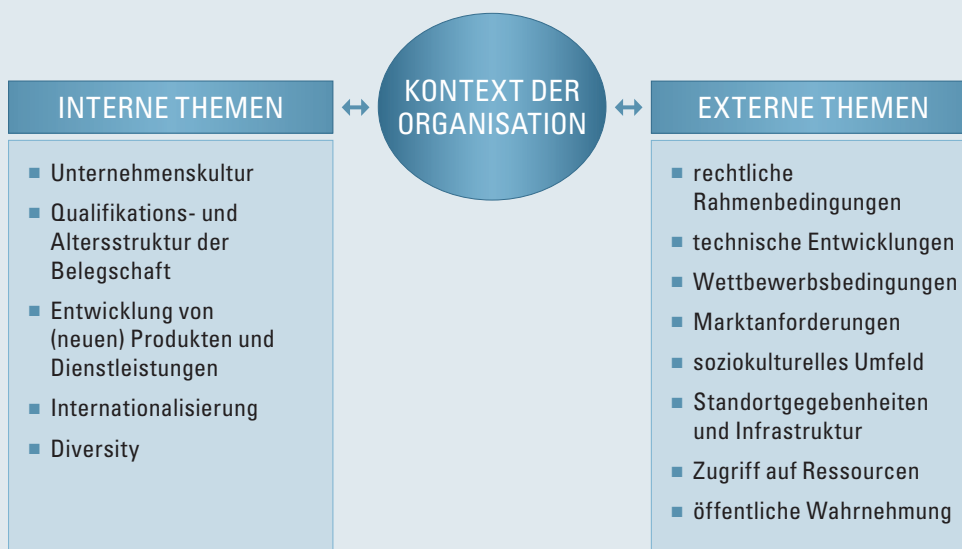 INTERNE THEMEN
Unternehmenskultur
Qualifikations- und
Altersstruktur der
Belegschaft
Entwicklung von
(neuen) Produkten und
Dienstleistungen
Internationalisierung
Diversity
KONTEXT DER
ORGANISATION
EXTERNE THEMEN
rechtliche
Rahmenbedingungen
technische Entwicklungen
Wettbewerbsbedingungen
Marktanforderungen
soziokulturelles Umfeld
Standortgegebenheiten
und Infrastruktur
Zugriff auf Ressourcen
öffentliche Wahrnehmung